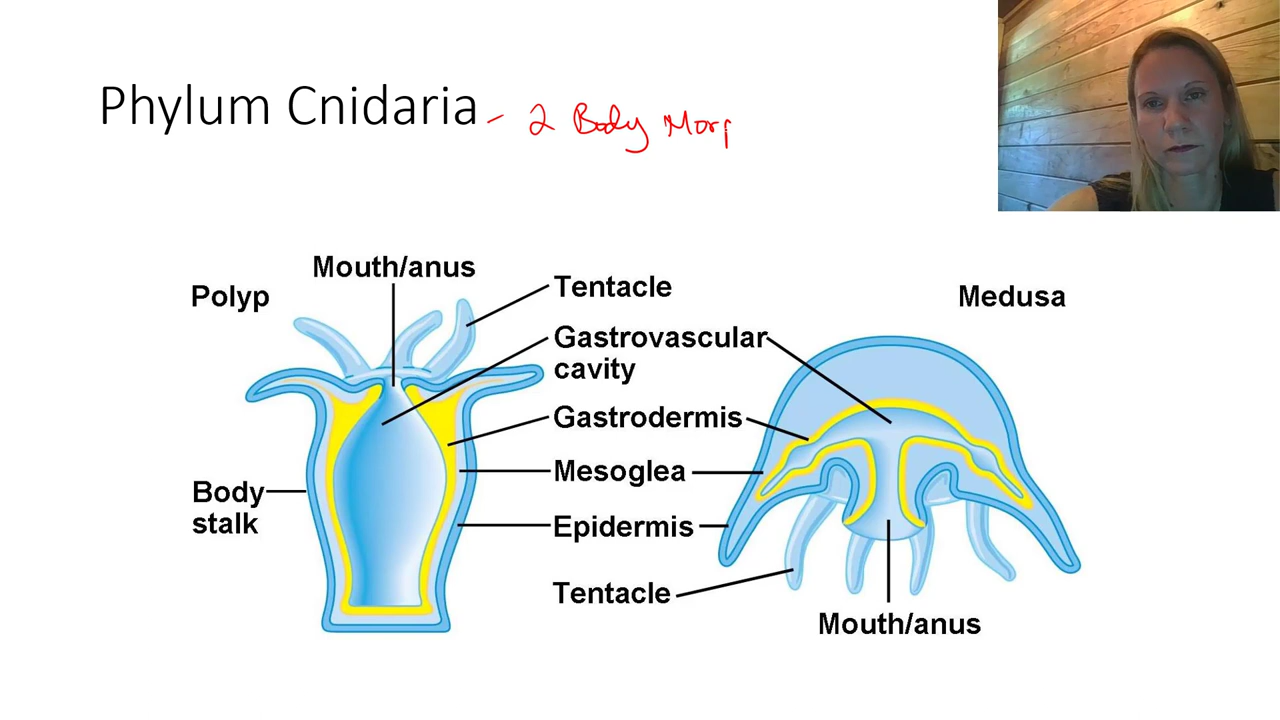 Phylum Cnidaria - 2 Body Morp
Mouth/anus
Polyp
Tentacle
Medusa
Gastrovascular
cavity
Gastrodermis
Mesoglea
Body
stalk
Epidermis
Tentacle
Mouth/anus